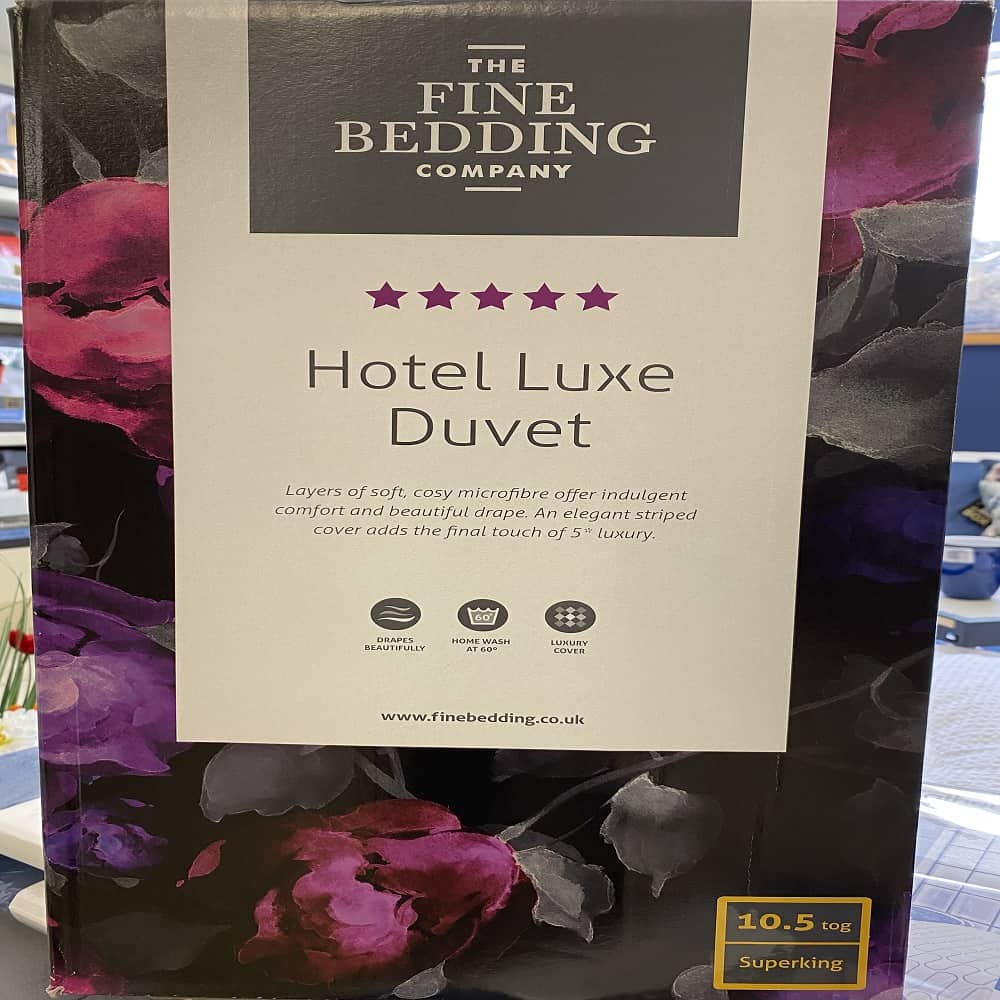 THE
FINE
BEDDING
COMPANY
Hotel Luxe
Duvet
Layers of soft, cosy microfibre offer indulgent
comfort and beautiful drape. An elegant striped
cover adds the final touch of 5* luxury.
DRAPES
BEAUTIFULLY
60°
HOME WASH
AT 60°
LUXURY
COVER
www.finebedding.co.uk
10.5 tog
Superking